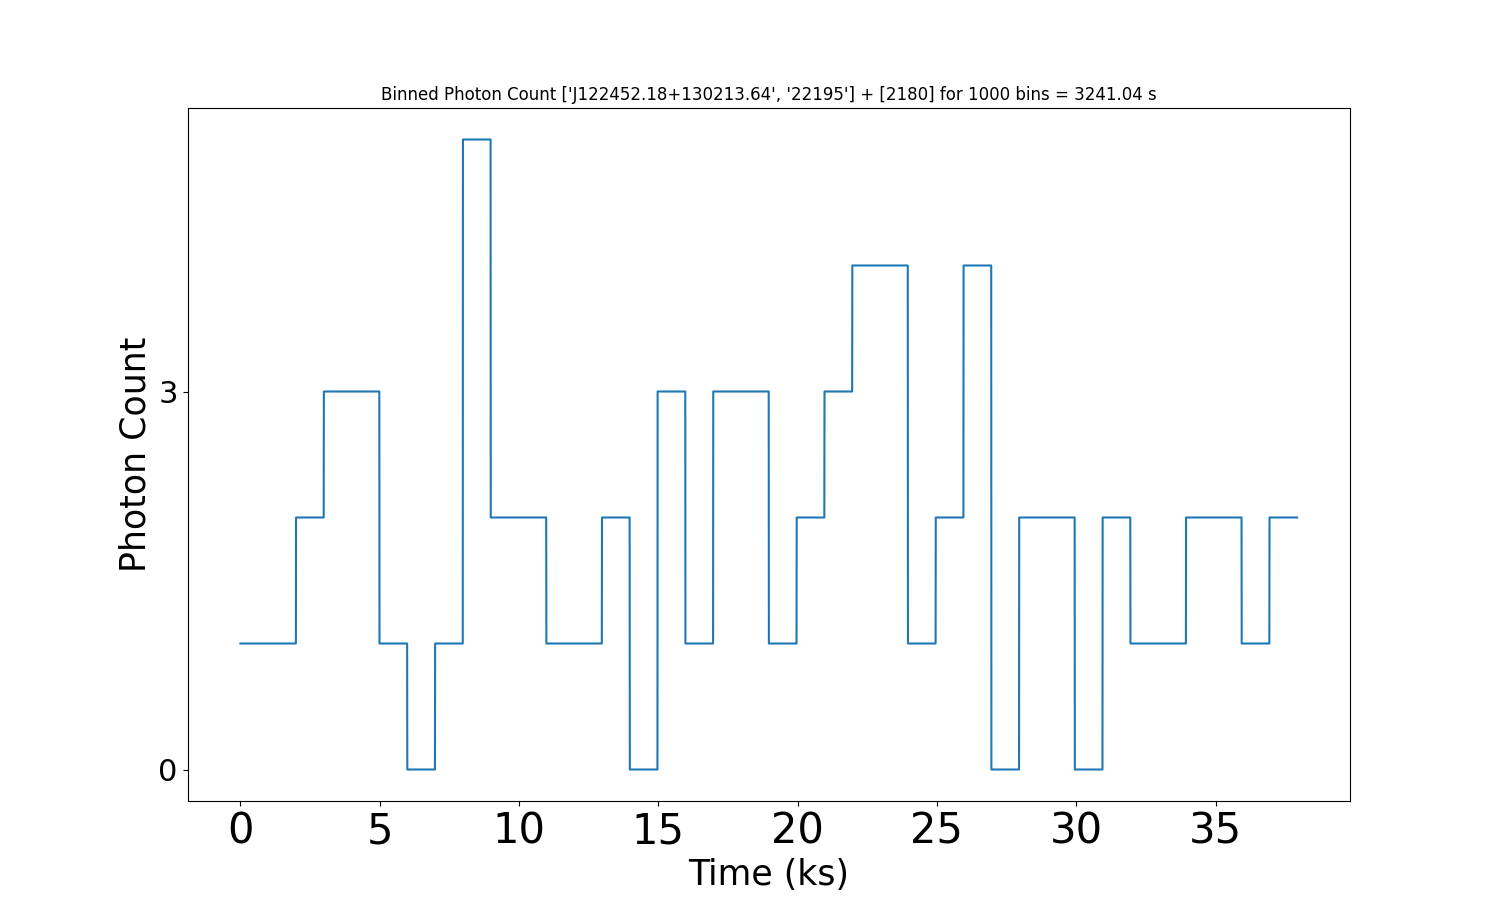 Binned Photon Count ['J122452.18+130213.64', '22195'] + [2180] for 1000 bins = 3241.04 s
Photon Count
3
0
0 5 10 15 20 25 30 35
Time (ks)